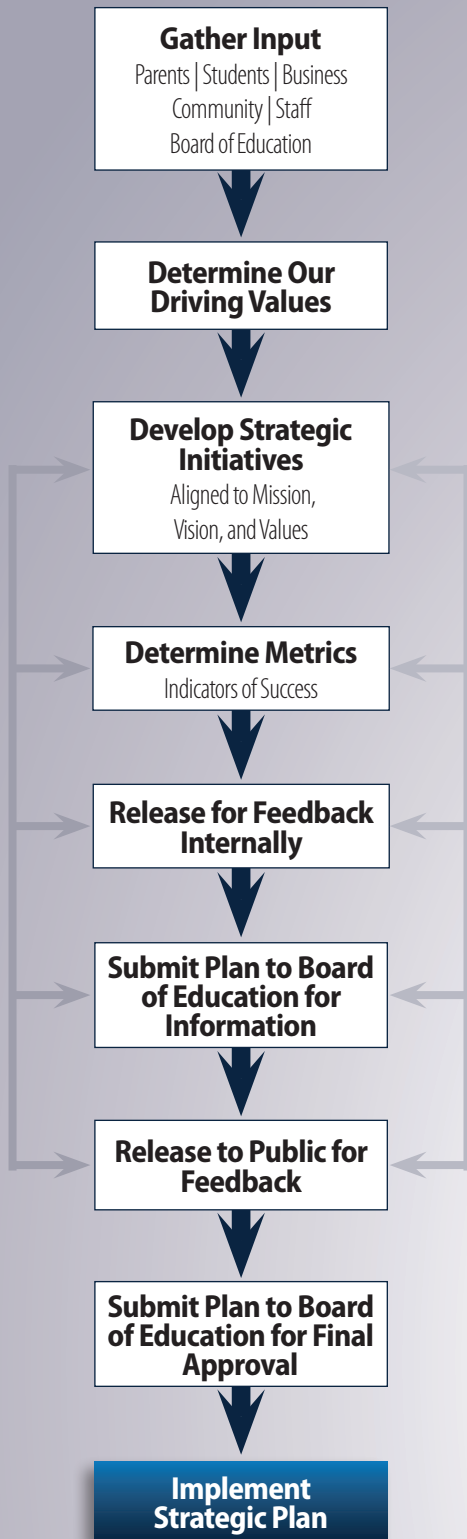 Gather Input
Parents | Students | Business
Community | Staff
Board of Education
Determine Our
Driving Values
Develop Strategic
Initiatives
Aligned to Mission,
Vision, and Values
Determine Metrics
Indicators of Success
Release for Feedback
Internally
Submit Plan to Board
of Education for
Information
Release to Public for
Feedback
Submit Plan to Board
of Education for Final
Approval
Implement
Strategic Plan